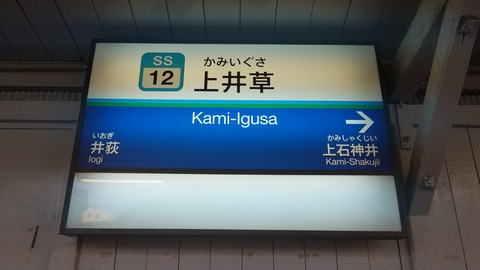 SS
12
かみいぐさ
上井草
Kami-Igusa
いおぎ
井荻
Iogi
かみしゃくじい
上石神井
Kami-Shakujii